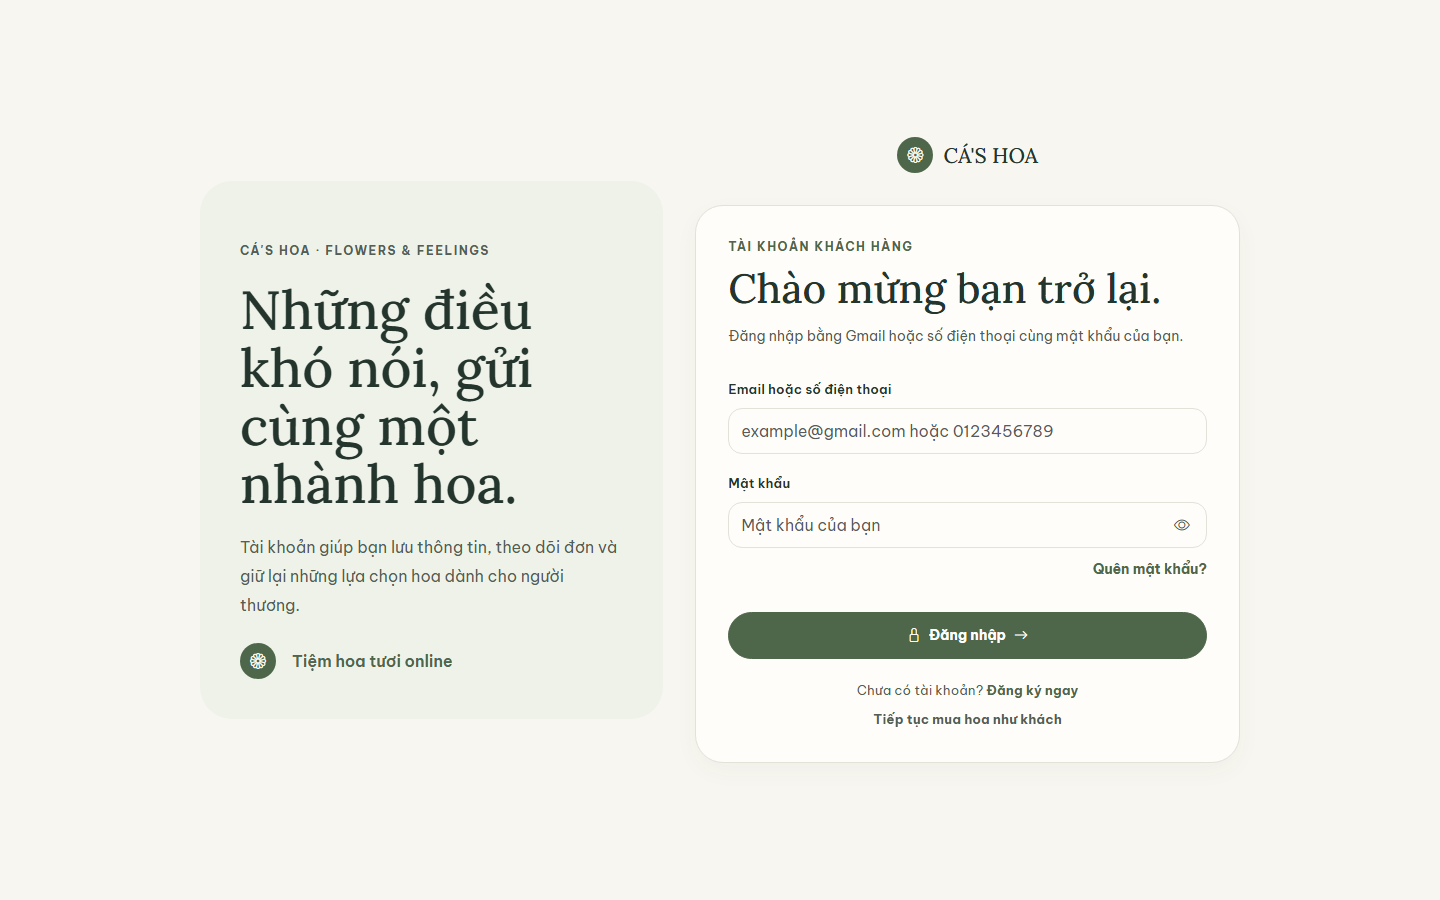 CÁ'S HOA · FLOWERS & FEELINGS
Những điều
khó nói, gửi
cùng một
nhành hoa.
Tài khoản giúp bạn lưu thông tin, theo dõi đơn và
giữ lại những lựa chọn hoa dành cho người
thương.
Tiệm hoa tươi online
CÁ'S HOA
TÀI KHOẢN KHÁCH HÀNG
Chào mừng bạn trở lại.
Đăng nhập bằng Gmail hoặc số điện thoại cùng mật khẩu của bạn.
Email hoặc số điện thoại
example@gmail.com hoặc 0123456789
Mật khẩu
Mật khẩu của bạn
Quên mật khẩu?
Đăng nhập →
Chưa có tài khoản? Đăng ký ngay
Tiếp tục mua hoa như khách